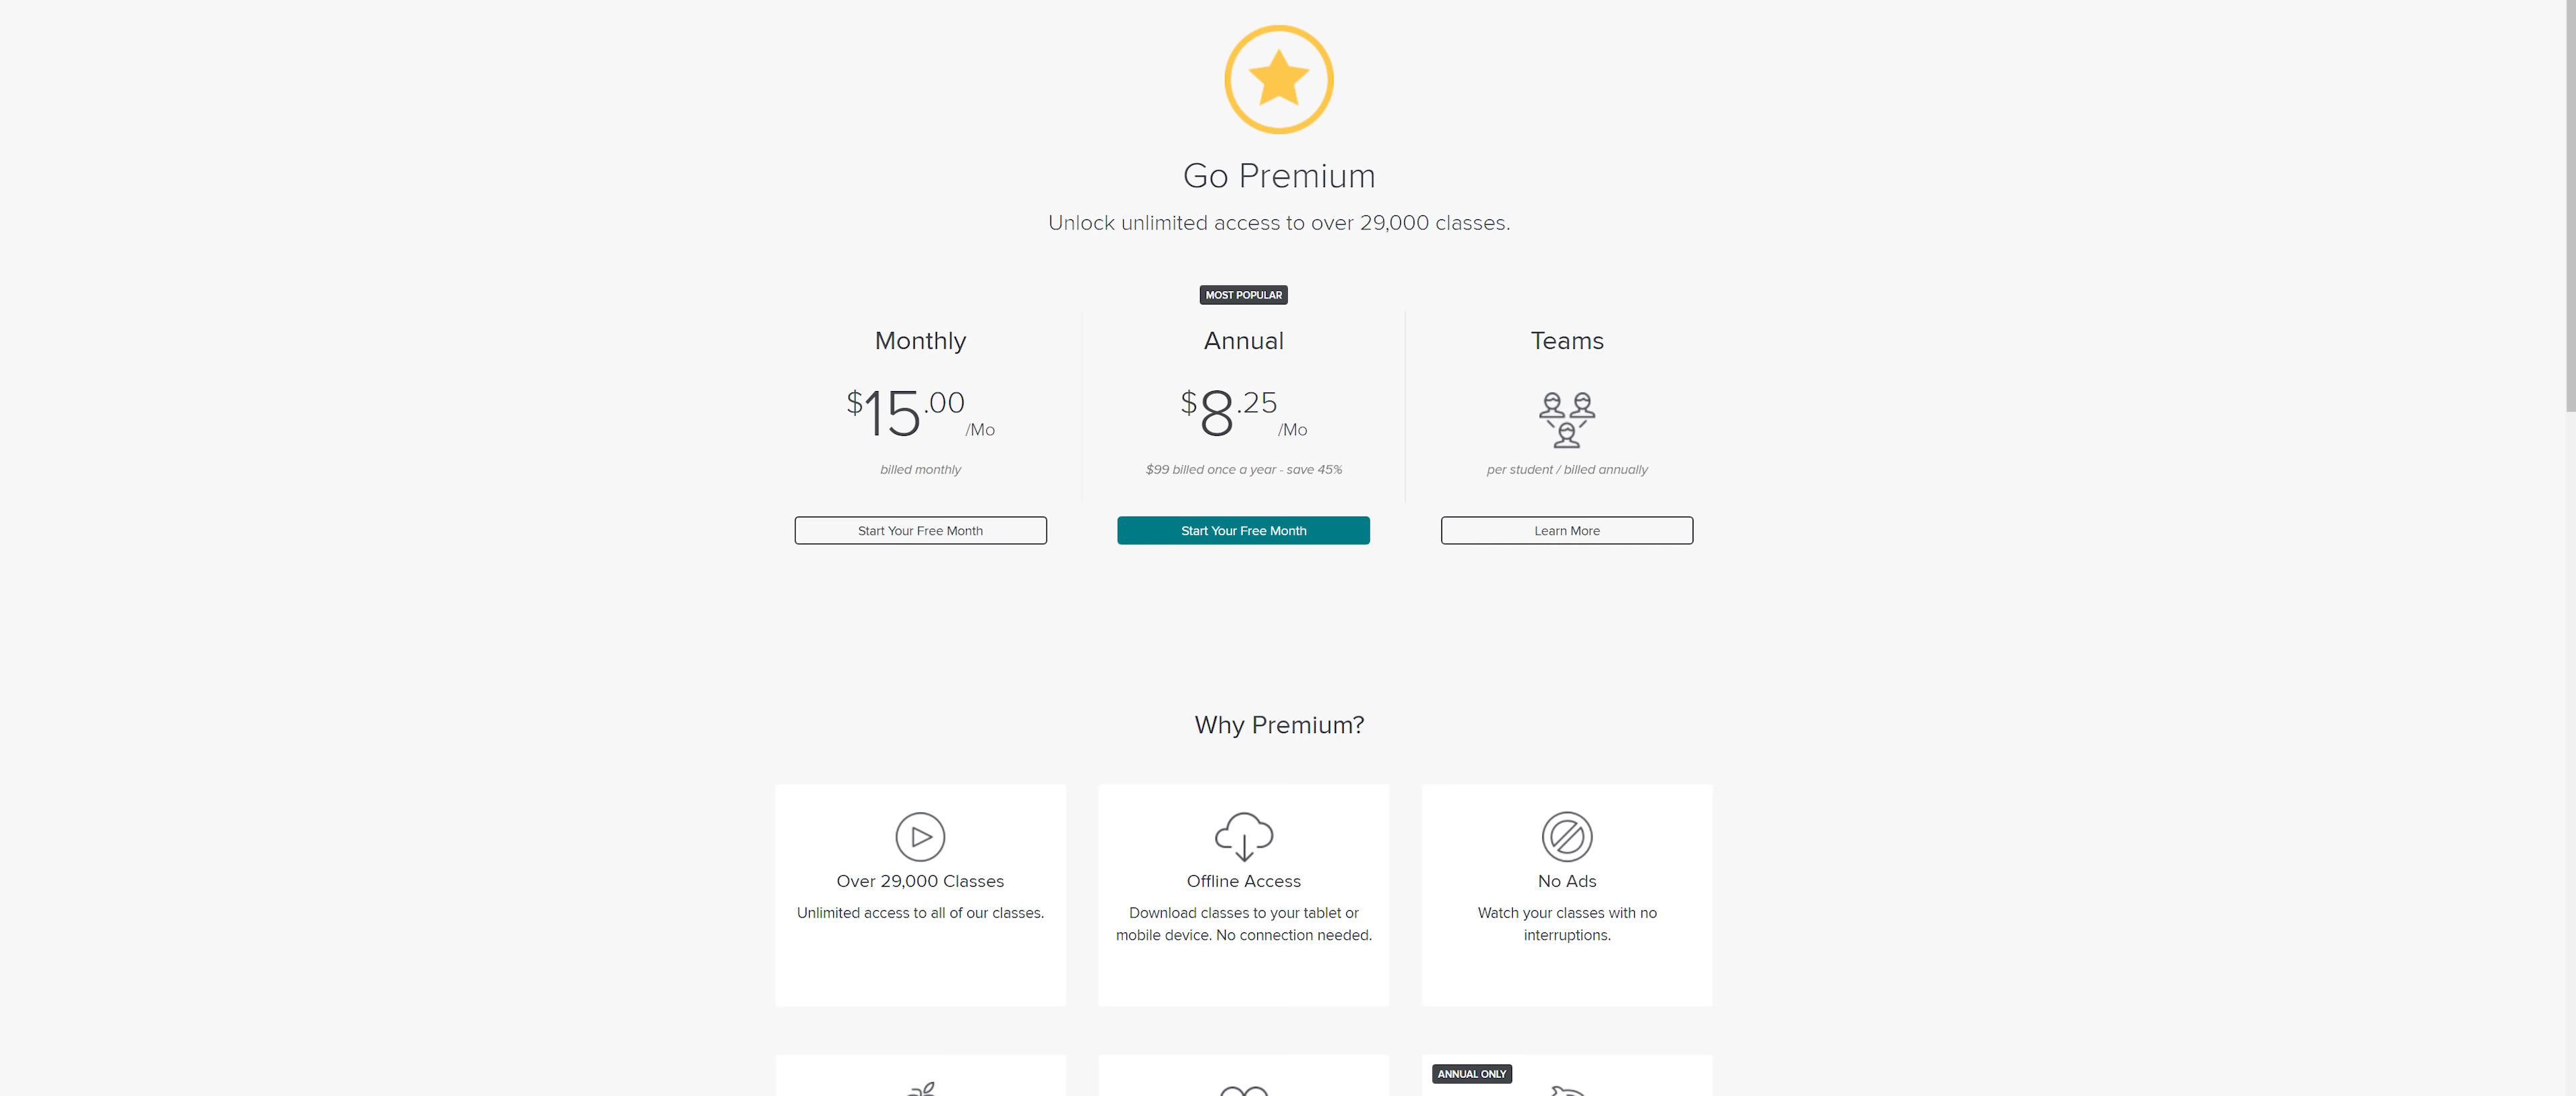 Go Premium
Unlock unlimited access to over 29,000 classes.
MOST POPULAR
Monthly
$15.00/Mo
billed monthly
Start Your Free Month
Annual
$8.25/Mo
$99 billed once a year - save 45%
Start Your Free Month
Teams
per student / billed annually
Learn More
Why Premium?
Over 29,000 Classes
Unlimited access to all of our classes.
Offline Access
Download classes to your tablet or
mobile device. No connection needed.
No Ads
Watch your classes with no
interruptions.
ANNUAL ONLY